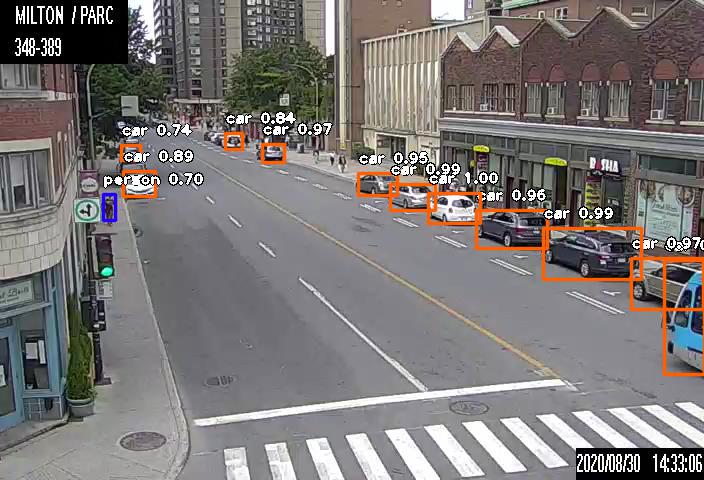 MILTON / PARC
348-389
car 0.84
car 0.97
car 0.74
car 0.89
person 0.70
car 0.95
car 0.99
car 1.00
car 0.96
car 0.99
car 0.97
2020/08/30 14:33:06